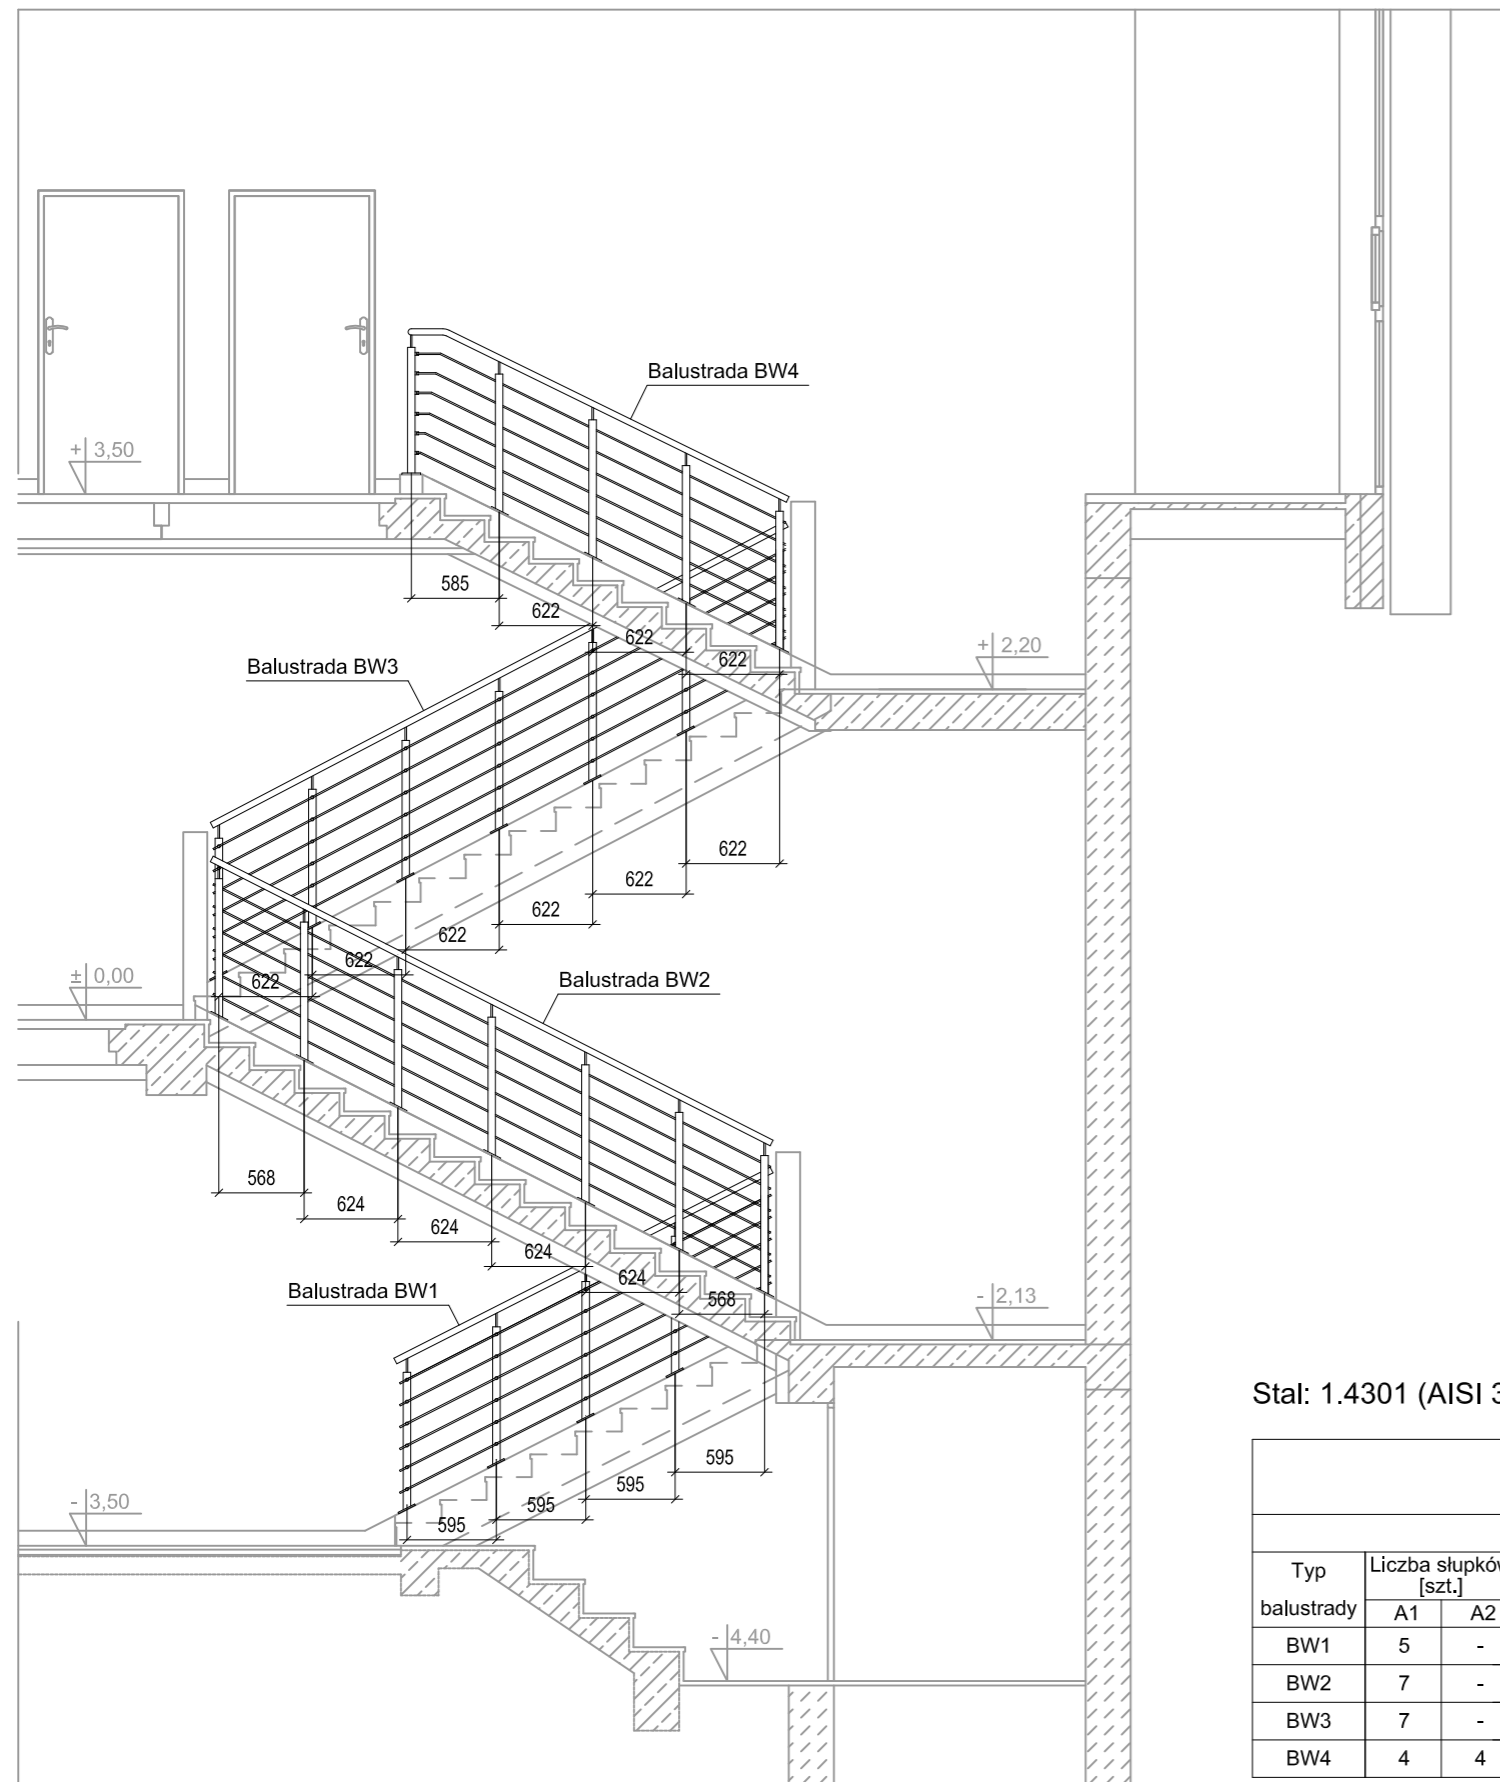 Balustrada BW4
+ 3,50
585
622
622
622
Balustrada BW3
+ 2,20
622
622
622
622
622
622
± 0,00
Balustrada BW2
568
624
624
624
624
568
Balustrada BW1
- 2,13
595
595
595
595
- 3,50
- 4,40
Stal: 1.4301 (AISI 3
Typ balustrady
Liczba słupków
[szt.]
A1 A2
BW1 5 -
BW2 7 -
BW3 7 -
BW4 4 4